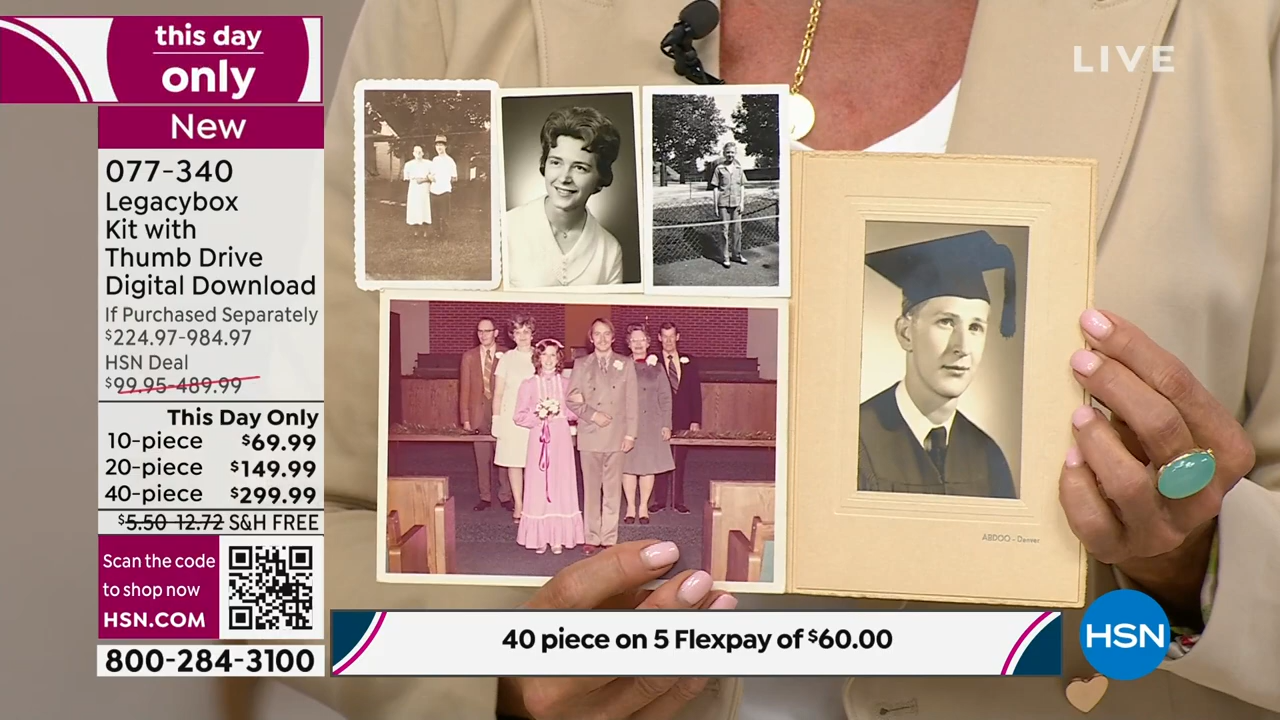 this day
only
New
077-340
Legacybox
Kit with
Thumb Drive
Digital Download
If Purchased Separately
$224.97-984.97
HSN Deal
$99.95-489.99
This Day Only
10-piece $69.99
20-piece $149.99
40-piece $299.99
$5.50-12.72 S&H FREE
Scan the code
to shop now
HSN.COM
800-284-3100
LIVE
ABDOO - Denver
40 piece on 5 Flexpay of $60.00
HSN